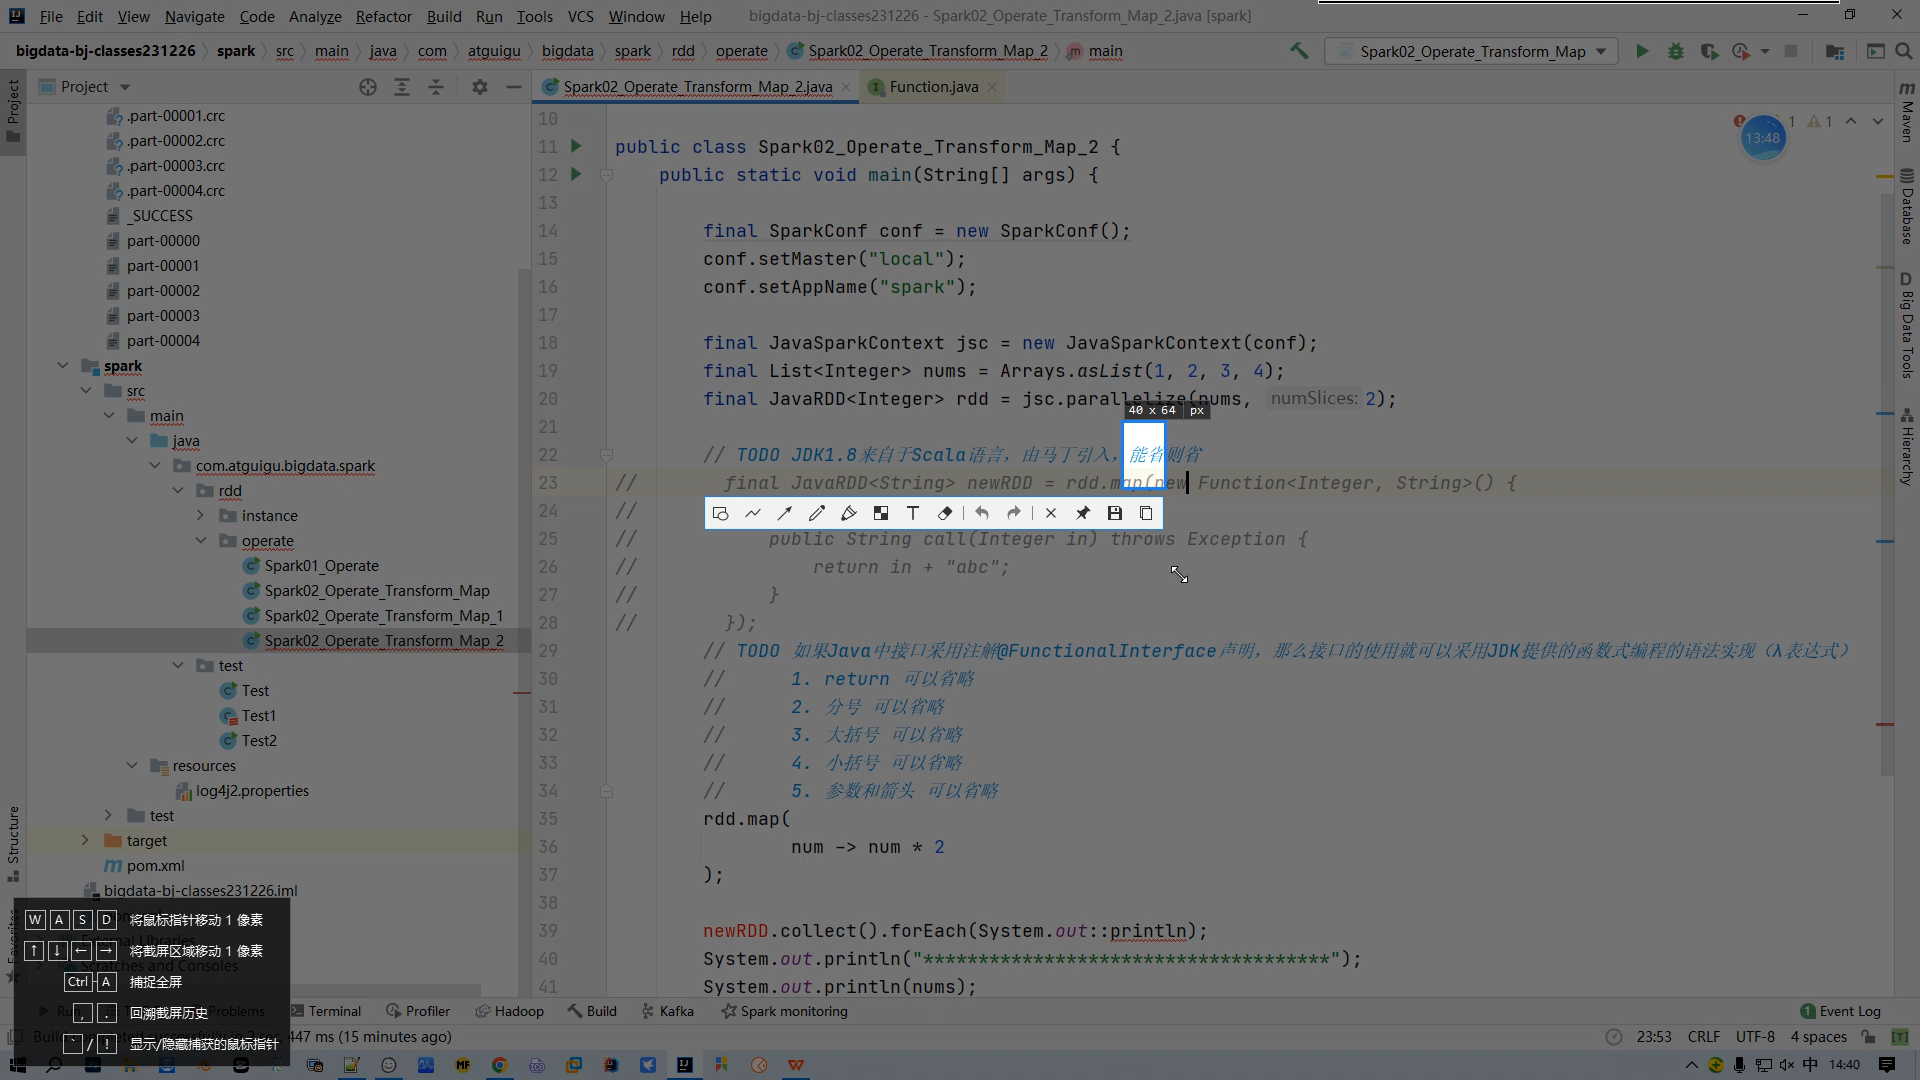 File Edit View Navigate Code Analyze Refactor Build Run Tools VCS Window Help bigdata-bj-classes231226 - Spark02_Operate_Transform_Map_2.java [spark]
bigdata-bj-classes231226 spark src main java com atguigu bigdata spark rdd operate Spark02_Operate_Transform_Map_2 main Spark02_Operate_Transform_Map
Project
Spark02_Operate_Transform_Map_2.java
Function.java
Project
Structure
.part-00001.crc
.part-00002.crc
.part-00003.crc
.part-00004.crc
_SUCCESS
part-00000
part-00001
part-00002
part-00003
part-00004
spark
src
main
java
com.atguigu.bigdata.spark
rdd
instance
operate
Spark01_Operate
Spark02_Operate_Transform_Map
Spark02_Operate_Transform_Map_1
Spark02_Operate_Transform_Map_2
test
Test
Test1
Test2
resources
log4j2.properties
test
target
pom.xml
bigdata-bj-classes231226.iml
Scratches and Consoles
10
11 public class Spark02_Operate_Transform_Map_2 {
12 public static void main(String[] args) {
13
14 final SparkConf conf = new SparkConf();
15 conf.setMaster("local");
16 conf.setAppName("spark");
17
18 final JavaSparkContext jsc = new JavaSparkContext(conf);
19 final List<Integer> nums = Arrays.asList(1, 2, 3, 4);
20 final JavaRDD<Integer> rdd = jsc.parallelize(nums, numSlices: 2);
40 x 64 px
21
22 // TODO JDK1.8来自于Scala语言，由马丁引入，能省则省
23 // final JavaRDD<String> newRDD = rdd.map(new Function<Integer, String>() {
24 //
25 // public String call(Integer in) throws Exception {
26 // return in + "abc";
27 // }
28 // });
29 // TODO 如果Java中接口采用注解@FunctionalInterface声明，那么接口的使用就可以采用JDK提供的函数式编程的语法实现（λ表达式）
30 // 1. return 可以省略
31 // 2. 分号 可以省略
32 // 3. 大括号 可以省略
33 // 4. 小括号 可以省略
34 // 5. 参数和箭头 可以省略
35 rdd.map(
36 num -> num * 2
37 );
38
39 newRDD.collect().forEach(System.out::println);
40 System.out.println("*************************************");
41 System.out.println(nums);
1 1
13:48
Maven
Database
Big Data Tools
Hierarchy
W A S D 将鼠标指针移动 1 像素
↑ ↓ ← → 将截屏区域移动 1 像素
Ctrl - A 捕捉全屏
, . 回溯截屏历史
` / ! 显示/隐藏捕获的鼠标指针
Run Problems Terminal Profiler Hadoop Build Kafka Spark monitoring 1 Event Log
447 ms (15 minutes ago)
23:53 CRLF UTF-8 4 spaces
中 14:40